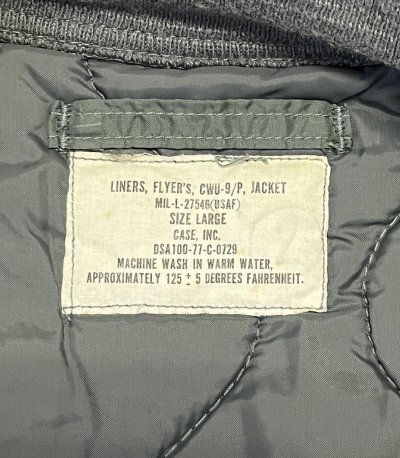 LINERS, FLYER'S, CWU-9/P, JACKET
MIL-L-27546(USAF)
SIZE LARGE
CASE, INC.
DSA100-77-C-0729
MACHINE WASH IN WARM WATER,
APPROXIMATELY 125 ± 5 DEGREES FAHRENHEIT.